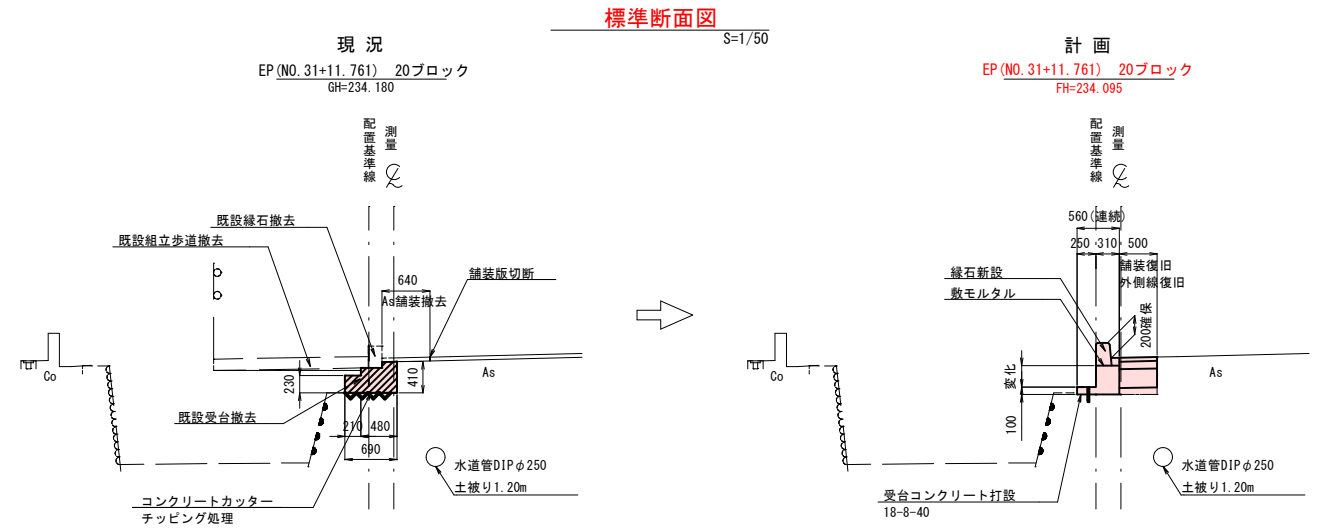 標準断面図
S=1/50
現 況
EP(NO.31+11.761) 20ブロック
GH=234.180
配置基準線
測量
CL
既設縁石撤去
既設組立歩道撤去
640
舗装版切断
As舗装撤去
Co
230
410
As
既設受台撤去
210 480
690
水道管DIPφ250
土被り1.20m
コンクリートカッター
チッピング処理
計 画
EP(NO.31+11.761) 20ブロック
FH=234.095
配置基準線
測量
CL
560(連続)
250 310 500
縁石新設
舗装復旧
敷モルタル
外側線復旧
200確保
Co
変化
As
100
水道管DIPφ250
土被り1.20m
受台コンクリート打設
18-8-40